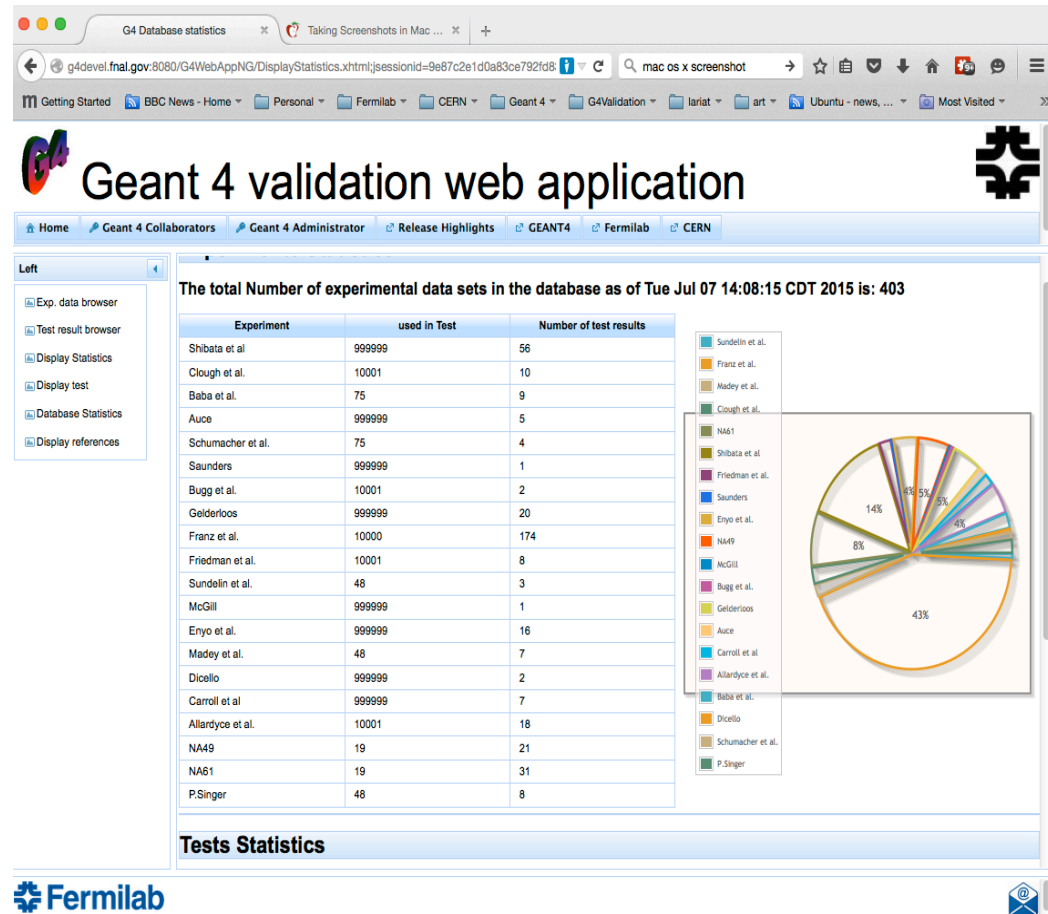 G4 Database statistics
Taking Screenshots in Mac ...
g4devel.fnal.gov:8080/G4WebAppNG/DisplayStatistics.xhtml;jsessionid=9e87c2e1d0a83ce792fd8
mac os x screenshot
9+
Getting Started BBC News - Home Personal Fermilab CERN Geant 4 G4Validation lariat art Ubuntu - news, ... Most Visited
G4
Geant 4 validation web application
Home Geant 4 Collaborators Geant 4 Administrator Release Highlights GEANT4 Fermilab CERN
Left
Exp. data browser
Test result browser
Display Statistics
Display test
Database Statistics
Display references
The total Number of experimental data sets in the database as of Tue Jul 07 14:08:15 CDT 2015 is: 403
Experiment used in Test Number of test results
Shibata et al 999999 56
Clough et al. 10001 10
Baba et al. 75 9
Auce 999999 5
Schumacher et al. 75 4
Saunders 999999 1
Bugg et al. 10001 2
Gelderloos 999999 20
Franz et al. 10000 174
Friedman et al. 10001 8
Sundelin et al. 48 3
McGill 999999 1
Enyo et al. 999999 16
Madey et al. 48 7
Dicello 999999 2
Carroll et al 999999 7
Allardyce et al. 10001 18
NA49 19 21
NA61 19 31
P.Singer 48 8
Sundelin et al.
Franz et al.
Madey et al.
Clough et al.
NA61
Shibata et al
Friedman et al.
Saunders
Enyo et al.
NA49
McGill
Bugg et al.
Gelderloos
Auce
Carroll et al
Allardyce et al.
Baba et al.
Dicello
Schumacher et al.
P.Singer
4% 5%
5%
14%
4%
8%
43%
Tests Statistics
Fermilab
@